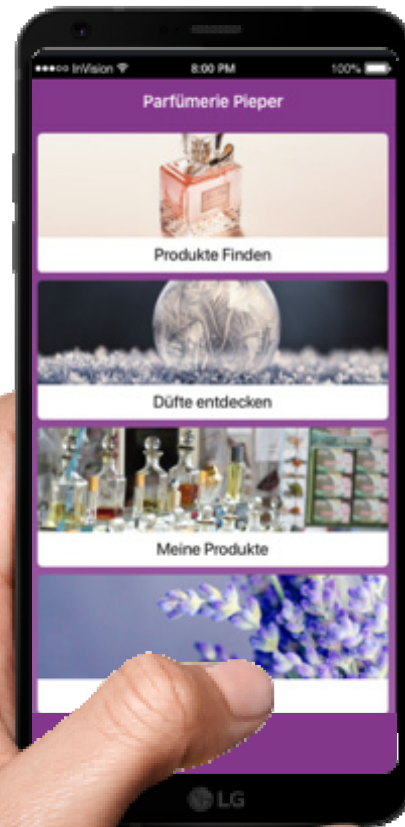 InVision 8:00 PM 100%
Parfümerie Pieper
Produkte Finden
Düfte entdecken
Meine Produkte
LG